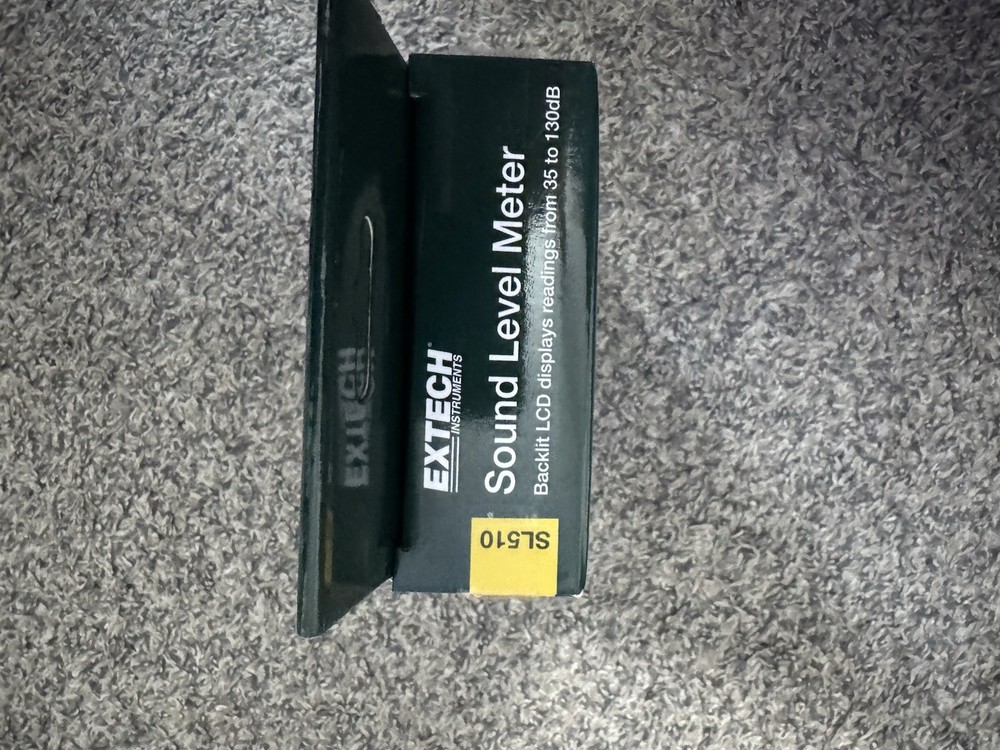 EXTECH®
INSTRUMENTS
Sound Level Meter
Backlit LCD displays readings from 35 to 130dB
SL510